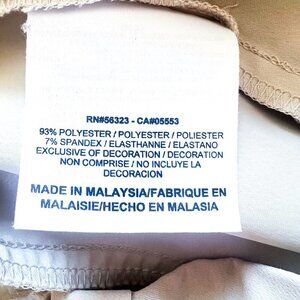 RN#56323 - CA#05553
93% POLYESTER / POLYESTER / POLIESTER
7% SPANDEX / ELASTHANNE / ELASTANO
EXCLUSIVE OF DECORATION / DECORATION
NON COMPRISE / NO INCLUYE LA
DECORACION
MADE IN MALAYSIA/FABRIQUE EN
MALAISIE/HECHO EN MALASIA